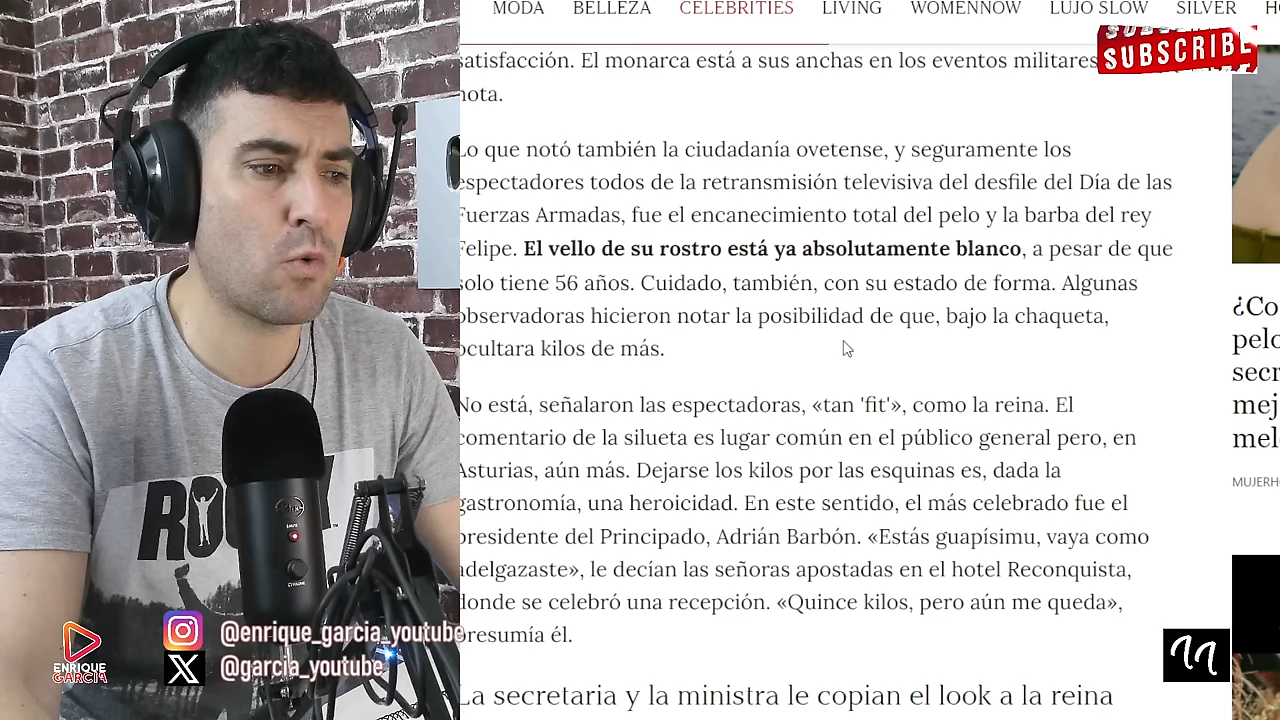 MODA BELLEZA CELEBRITIES LIVING WOMENNOW LUJO SLOW SILVER
SUBSCRIBE
satisfacción. El monarca está a sus anchas en los eventos militares
nota.
Lo que notó también la ciudadanía ovetense, y seguramente los
espectadores todos de la retransmisión televisiva del desfile del Día de las
Fuerzas Armadas, fue el encanecimiento total del pelo y la barba del rey
Felipe. El vello de su rostro está ya absolutamente blanco, a pesar de que
solo tiene 56 años. Cuidado, también, con su estado de forma. Algunas
observadoras hicieron notar la posibilidad de que, bajo la chaqueta,
ocultara kilos de más.
No está, señalaron las espectadoras, «tan 'fit'», como la reina. El
comentario de la silueta es lugar común en el público general pero, en
Asturias, aún más. Dejarse los kilos por las esquinas es, dada la
gastronomía, una heroicidad. En este sentido, el más celebrado fue el
presidente del Principado, Adrián Barbón. «Estás guapísimu, vaya como
adelgazaste», le decían las señoras apostadas en el hotel Reconquista,
donde se celebró una recepción. «Quince kilos, pero aún me queda»,
presumía él.
La secretaria y la ministra le copian el look a la reina
¿Co
pelo
secr
mej
mel
MUJERH
ENRIQUE
GARCIA
@enrique_garcia_youtube
@garcia_youtube